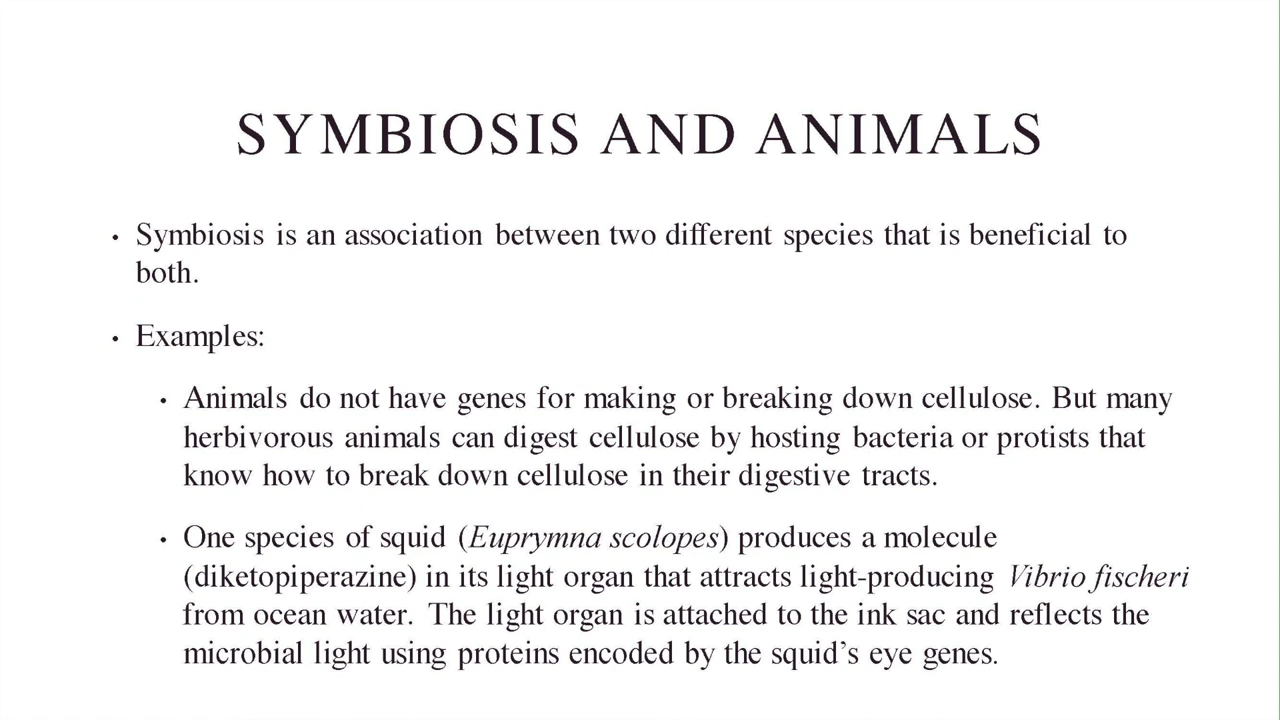 SYMBIOSIS AND ANIMALS
• Symbiosis is an association between two different species that is beneficial to
both.
• Examples:
• Animals do not have genes for making or breaking down cellulose. But many
herbivorous animals can digest cellulose by hosting bacteria or protists that
know how to break down cellulose in their digestive tracts.
• One species of squid (Euprymna scolopes) produces a molecule
(diketopiperazine) in its light organ that attracts light-producing Vibrio fischeri
from ocean water. The light organ is attached to the ink sac and reflects the
microbial light using proteins encoded by the squid’s eye genes.